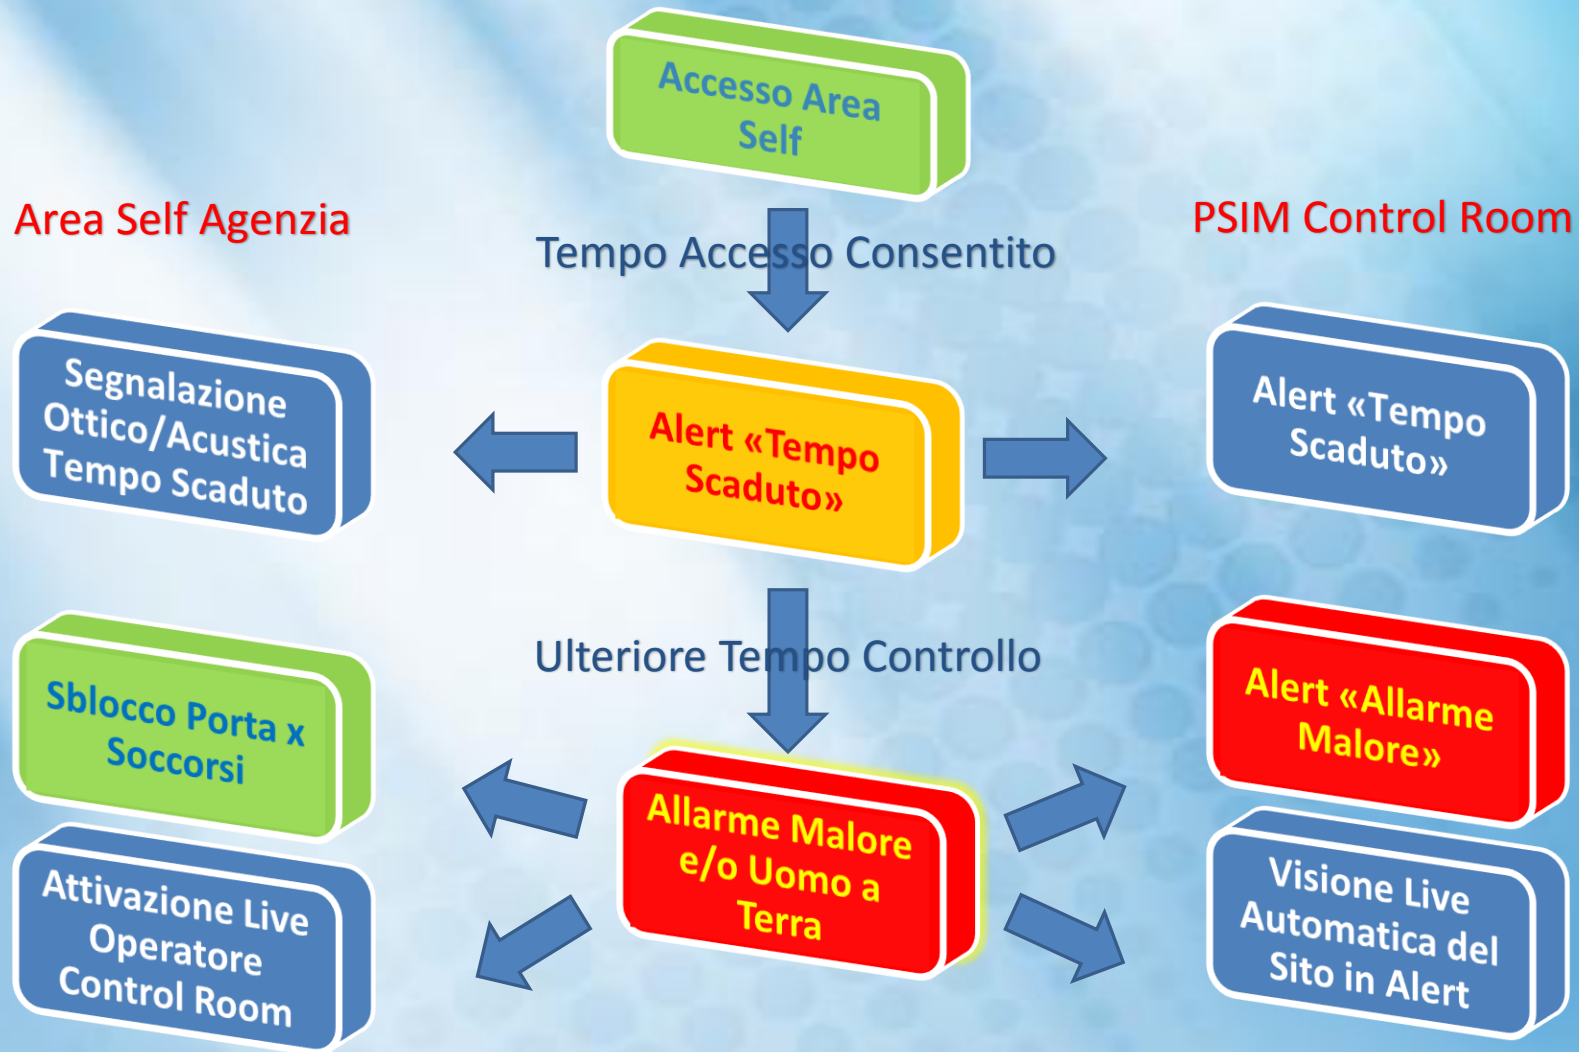 Accesso Area
Self
Area Self Agenzia
PSIM Control Room
Tempo Accesso Consentito
Segnalazione
Ottico/Acustica
Tempo Scaduto
Alert «Tempo
Scaduto»
Alert «Tempo
Scaduto»
Ulteriore Tempo Controllo
Sblocco Porta x
Soccorsi
Allarme Malore
e/o Uomo a
Terra
Alert «Allarme
Malore»
Attivazione Live
Operatore
Control Room
Visione Live
Automatica del
Sito in Alert